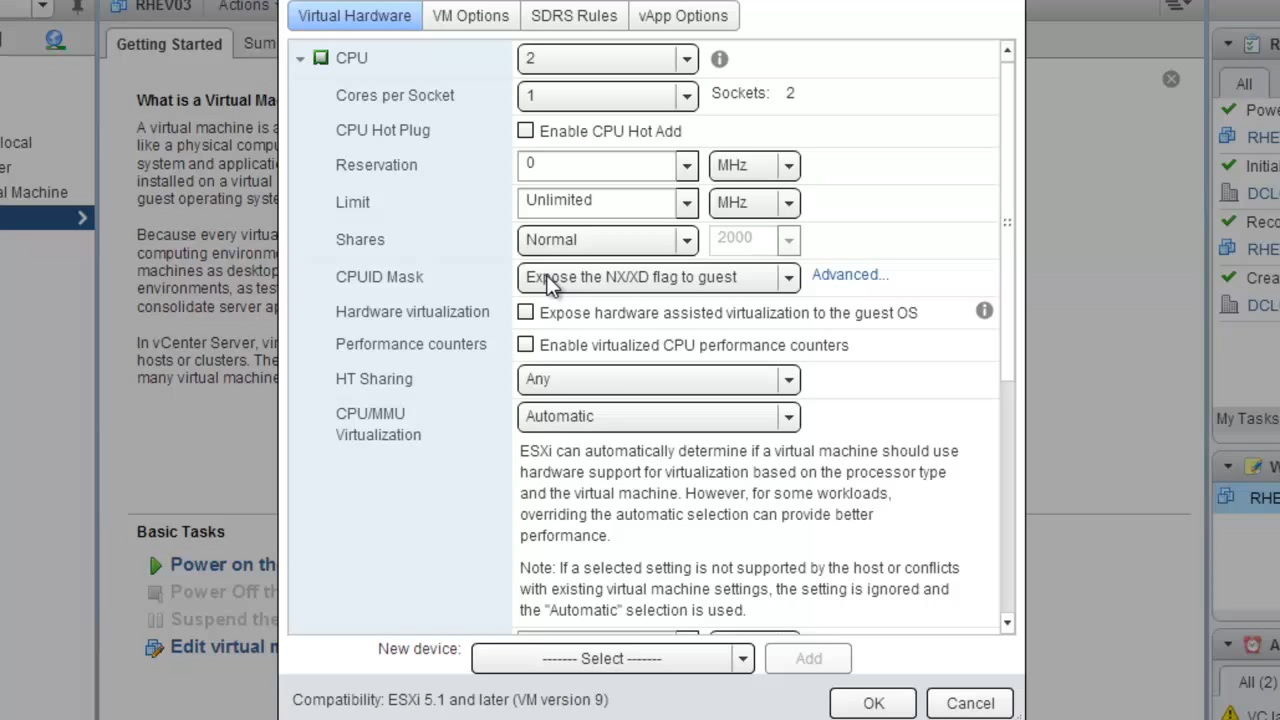 RHEV03
Actions
Virtual Hardware
VM Options
SDRS Rules
vApp Options
Getting Started
Sum
CPU
2
Cores per Socket
1
Sockets: 2
CPU Hot Plug
Enable CPU Hot Add
Reservation
0
MHz
Limit
Unlimited
MHz
Shares
Normal
2000
CPUID Mask
Expose the NX/XD flag to guest
Advanced...
Hardware virtualization
Expose hardware assisted virtualization to the guest OS
Performance counters
Enable virtualized CPU performance counters
HT Sharing
Any
CPU/MMU
Virtualization
Automatic
ESXi can automatically determine if a virtual machine should use
hardware support for virtualization based on the processor type
and the virtual machine. However, for some workloads,
overriding the automatic selection can provide better
performance.
Note: If a selected setting is not supported by the host or conflicts
with existing virtual machine settings, the setting is ignored and
the "Automatic" selection is used.
New device:
------- Select -------
Add
Compatibility: ESXi 5.1 and later (VM version 9)
OK
Cancel
local
er
al Machine
What is a Virtual Ma
A virtual machine is a
like a physical compu
system and applicati
installed on a virtual
guest operating syste
Because every virtua
computing environm
machines as desktop
environments, as test
consolidate server ap
In vCenter Server, vir
hosts or clusters. The
many virtual machine
Basic Tasks
Power on th
Power Off th
Suspend the
Edit virtual m
R
All
Powe
RHE
Initial
DCL
Reco
RHE
Crea
DCL
My Tasks
W
RHE
A
All (2)
VC la